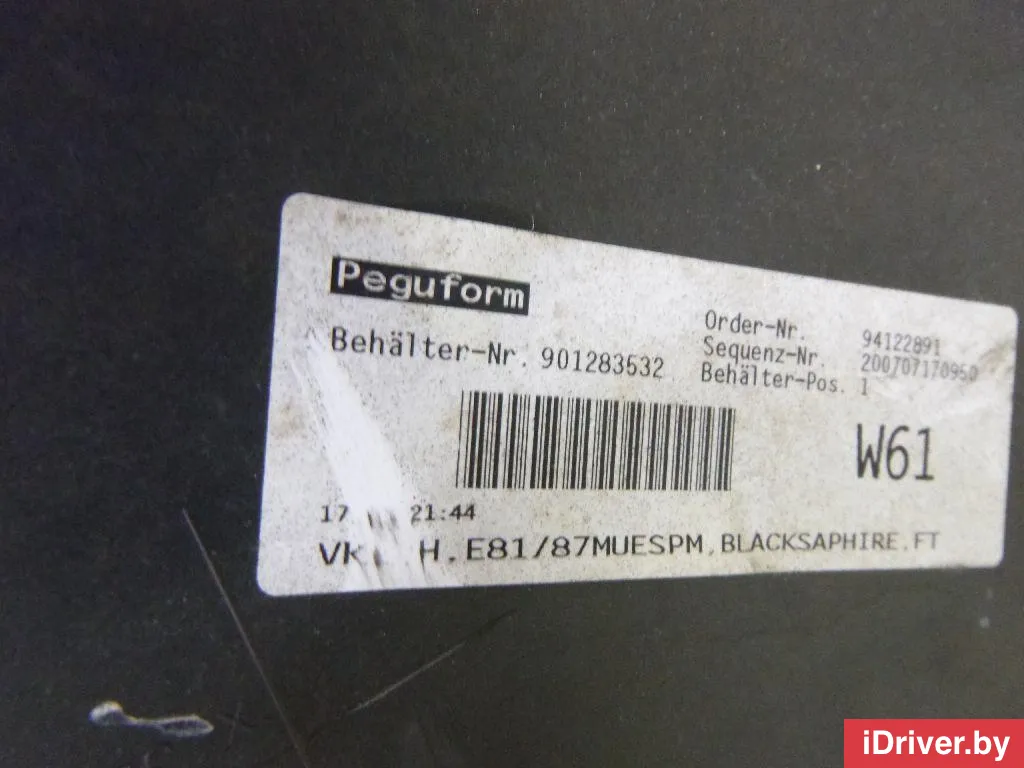 Peguform
Behälter-Nr. 901283532
Order-Nr. 94122891
Sequenz-Nr. 200707170950
Behälter-Pos. 1
W61
17 21:44
H.E81/87MUESPM.BLACKSAPHIRE.FT
iDriver.by